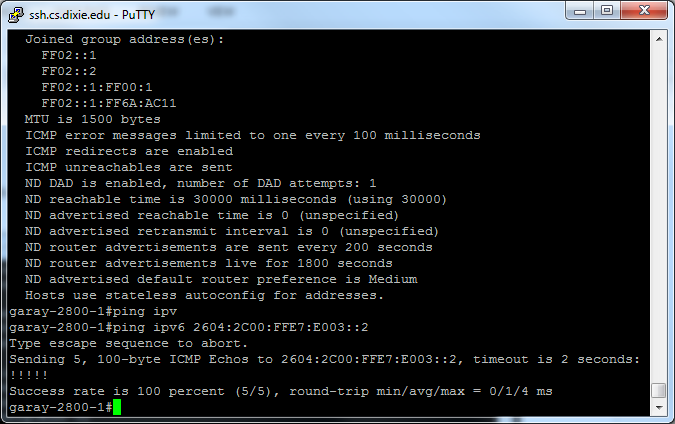 ssh.cs.dixie.edu - PuTTY
Joined group address(es):
FF02::1
FF02::2
FF02::1:FF00:1
FF02::1:FF6A:AC11
MTU is 1500 bytes
ICMP error messages limited to one every 100 milliseconds
ICMP redirects are enabled
ICMP unreachables are sent
ND DAD is enabled, number of DAD attempts: 1
ND reachable time is 30000 milliseconds (using 30000)
ND advertised reachable time is 0 (unspecified)
ND advertised retransmit interval is 0 (unspecified)
ND router advertisements are sent every 200 seconds
ND router advertisements live for 1800 seconds
ND advertised default router preference is Medium
Hosts use stateless autoconfig for addresses.
garay-2800-1#ping ipv
garay-2800-1#ping ipv6 2604:2C00:FFE7:E003::2
Type escape sequence to abort.
Sending 5, 100-byte ICMP Echos to 2604:2C00:FFE7:E003::2, timeout is 2 seconds:
!!!!!
Success rate is 100 percent (5/5), round-trip min/avg/max = 0/1/4 ms
garay-2800-1#